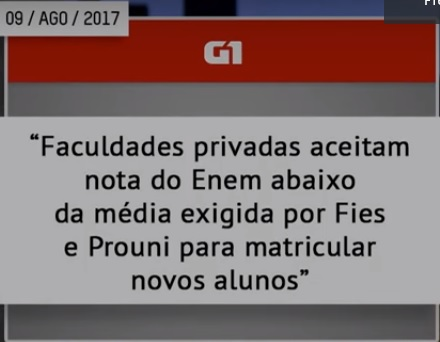 09 / AGO / 2017
G1
“Faculdades privadas aceitam
nota do Enem abaixo
da média exigida por Fies
e Prouni para matricular
novos alunos”